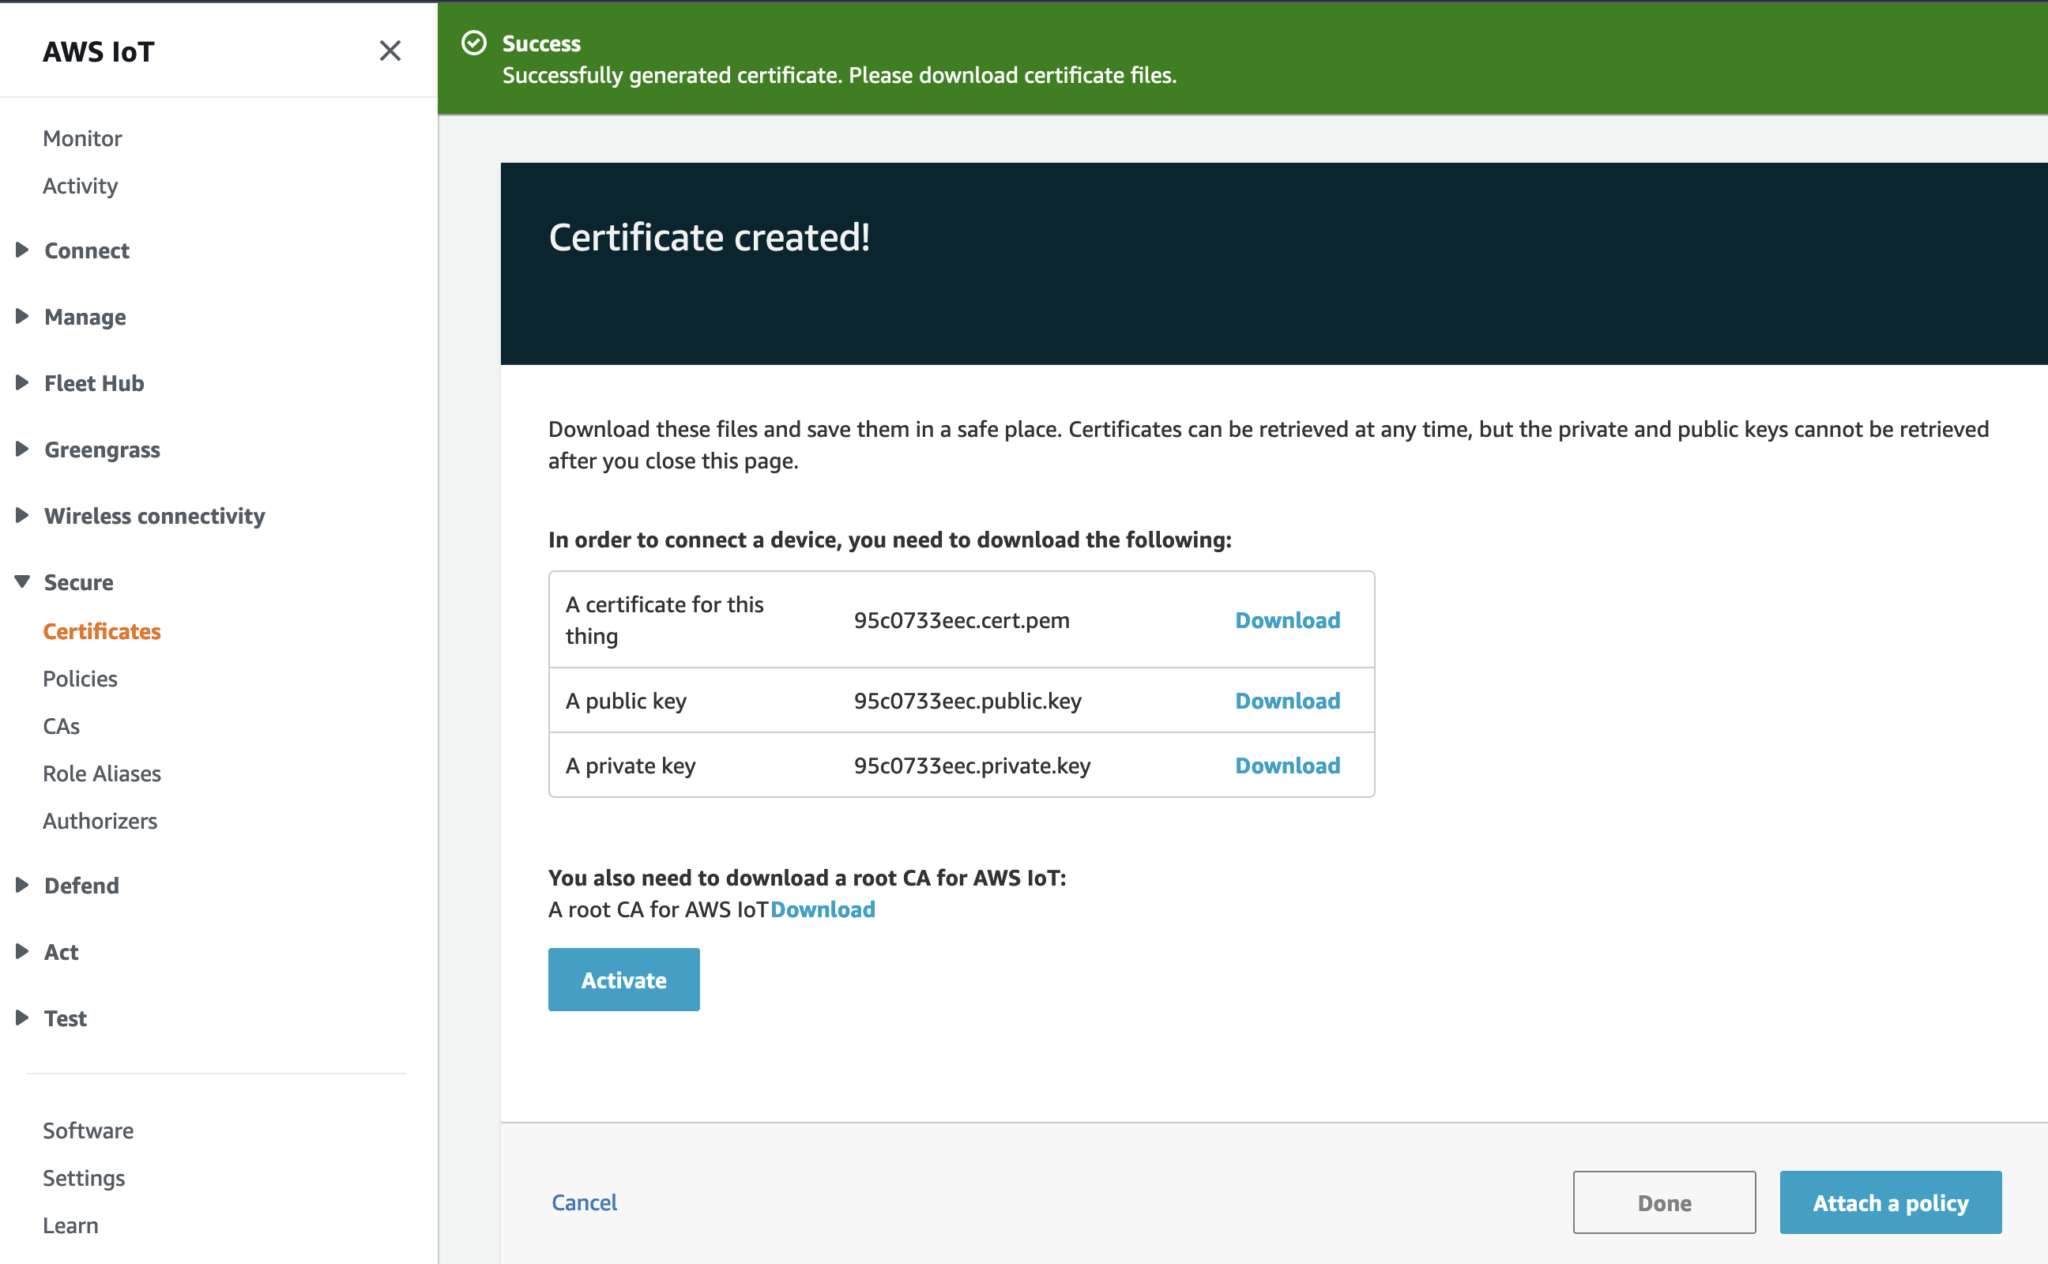 AWS IoT
Monitor
Activity
Connect
Manage
Fleet Hub
Greengrass
Wireless connectivity
Secure
Certificates
Policies
CAs
Role Aliases
Authorizers
Defend
Act
Test
Software
Settings
Learn
Success
Successfully generated certificate. Please download certificate files.
Certificate created!
Download these files and save them in a safe place. Certificates can be retrieved at any time, but the private and public keys cannot be retrieved
after you close this page.
In order to connect a device, you need to download the following:
A certificate for this
thing
95c0733eec.cert.pem
Download
A public key
95c0733eec.public.key
Download
A private key
95c0733eec.private.key
Download
You also need to download a root CA for AWS IoT:
A root CA for AWS IoTDownload
Activate
Cancel
Done
Attach a policy